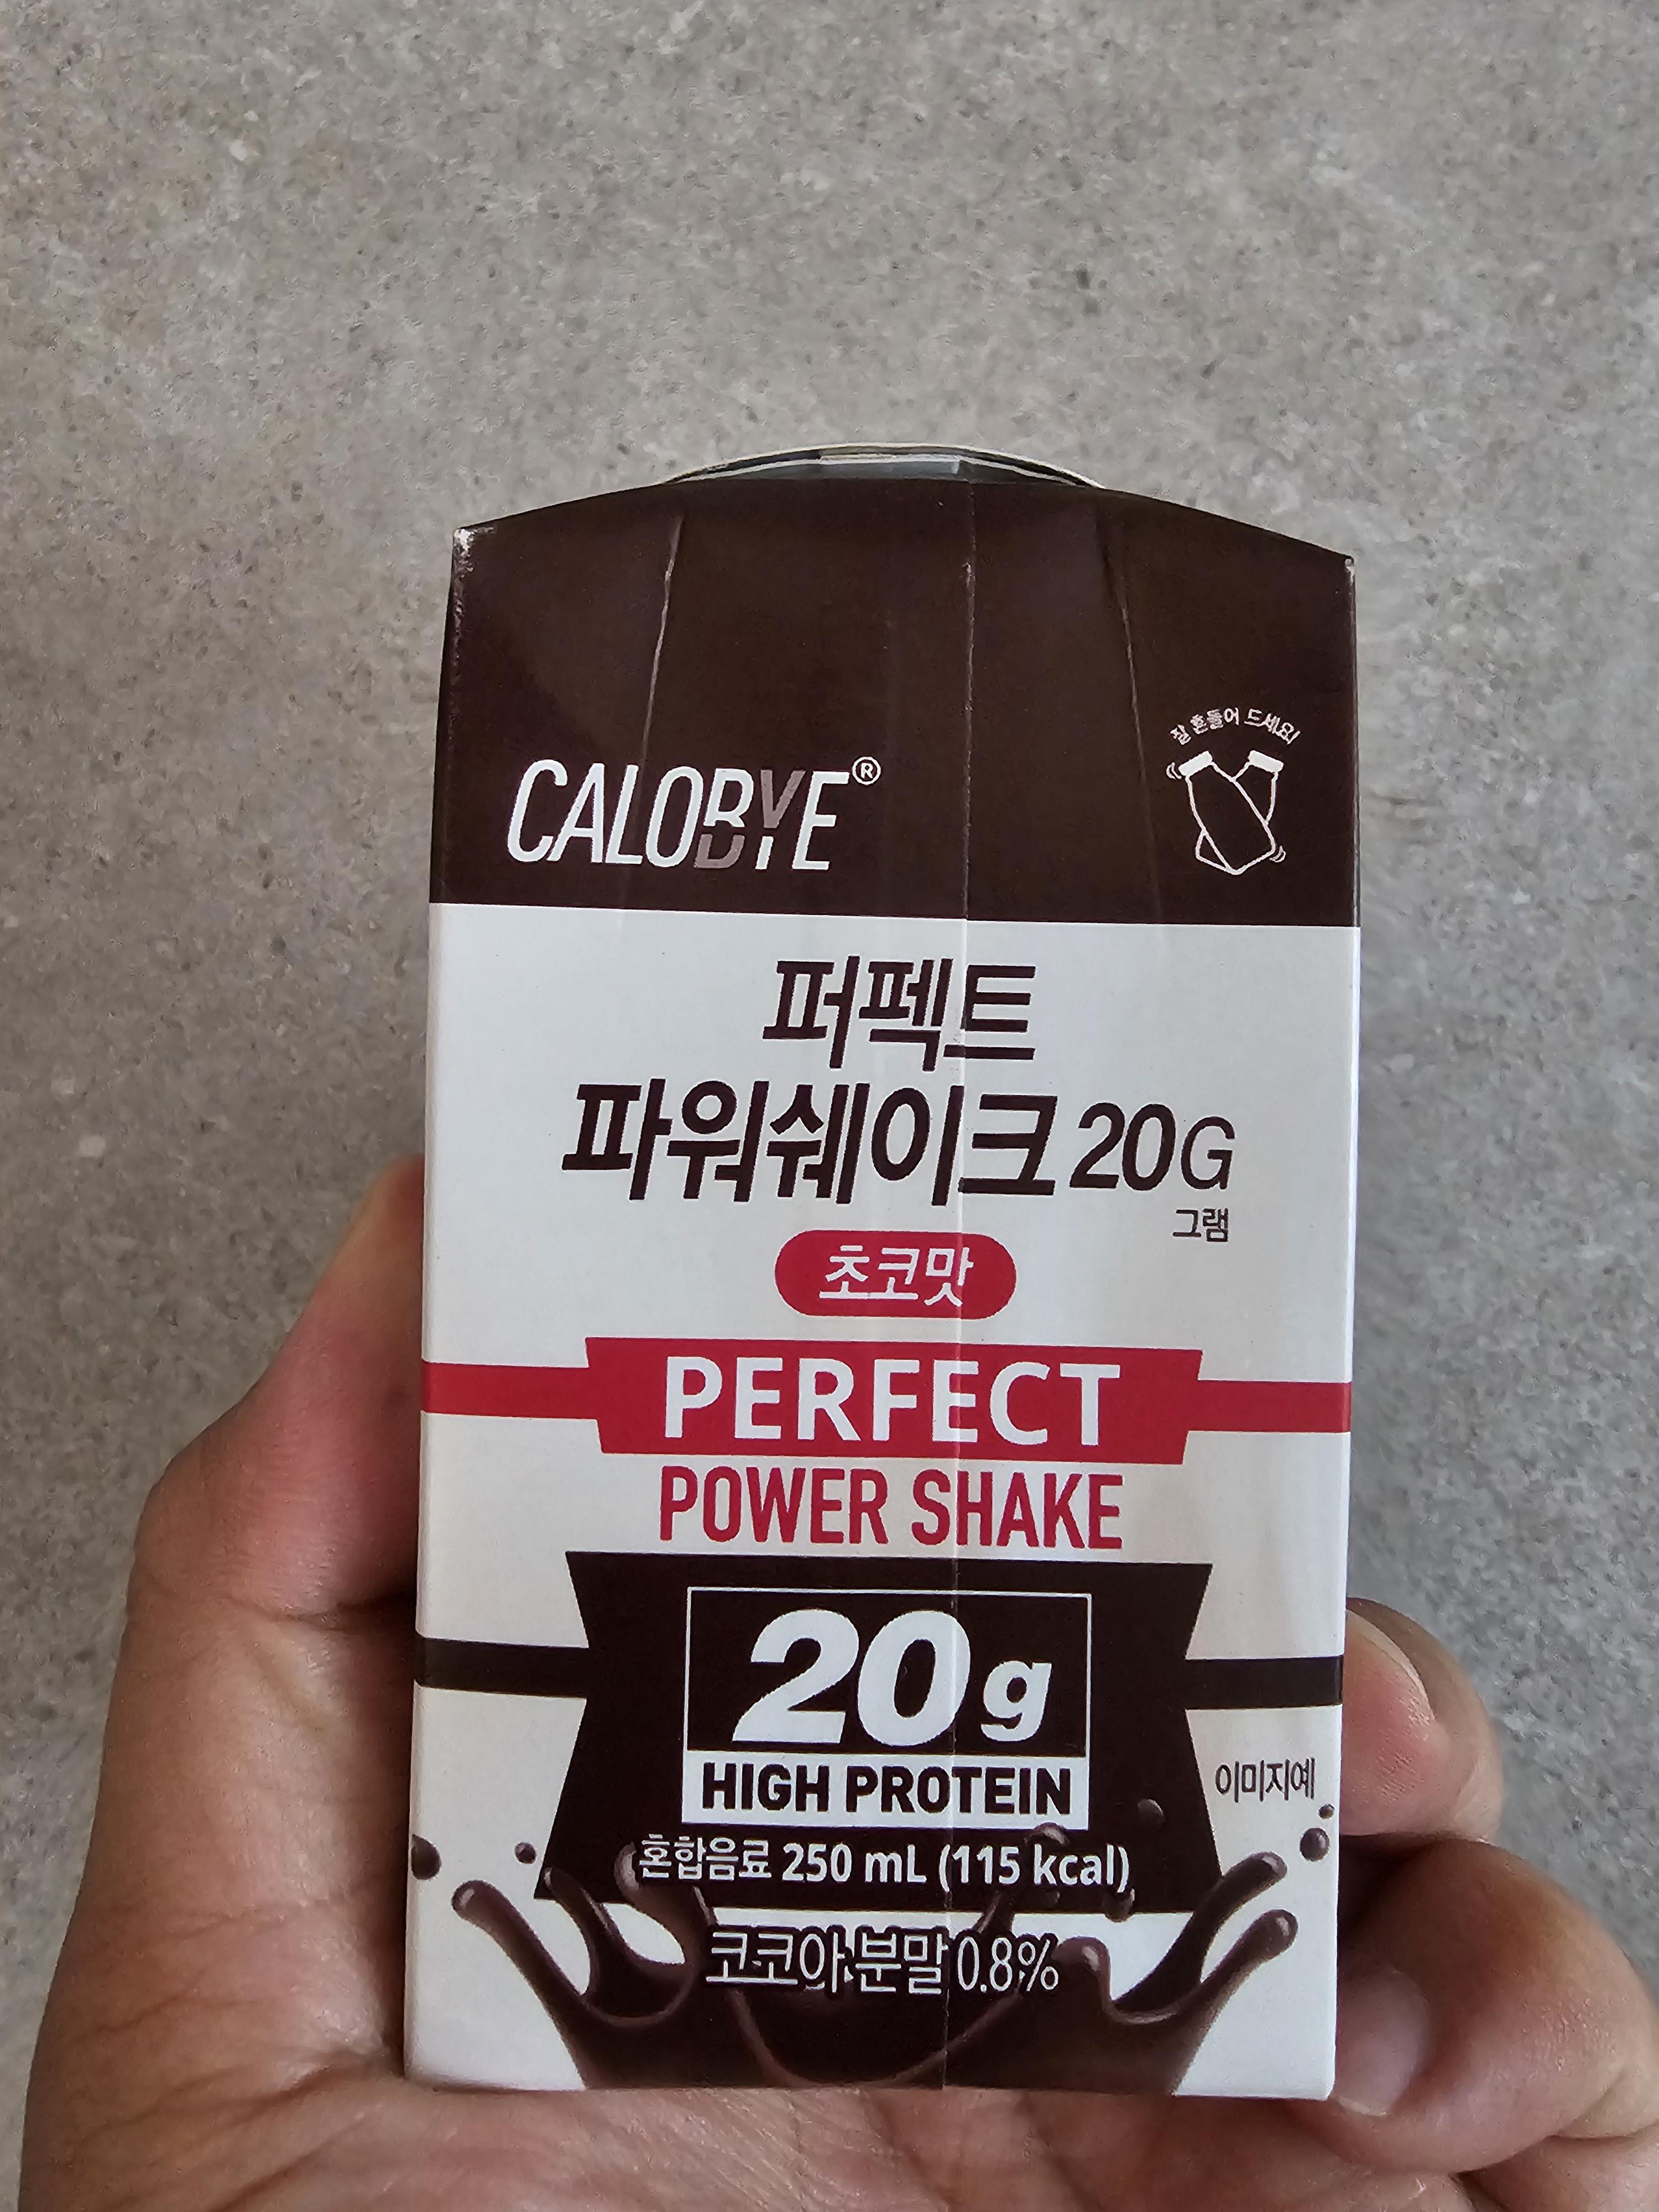 잘 흔들어 드세요!
CALOBYE®
퍼펙트
파워쉐이크 20G
그램
초코맛
PERFECT
POWER SHAKE
20g
HIGH PROTEIN
이미지예
혼합음료 250 mL (115 kcal)
코코아분말 0.8%